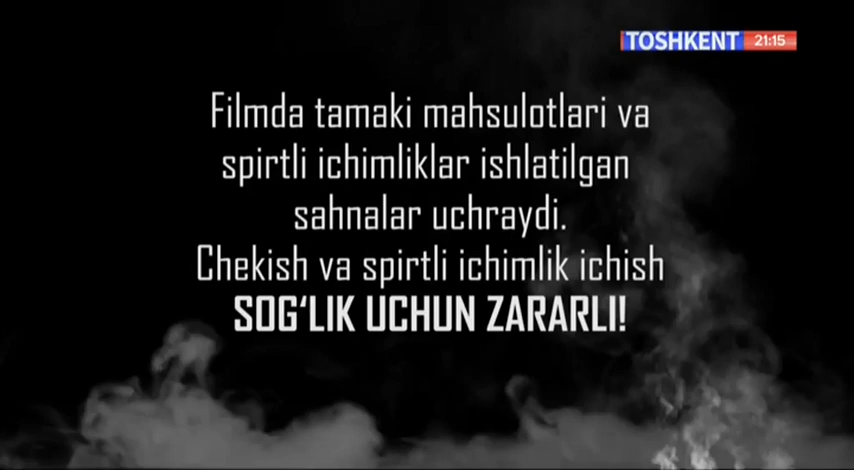 TOSHKENT 21:15
Filmda tamaki mahsulotlari va
spirtli ichimliklar ishlatilgan
sahnalar uchraydi.
Chekish va spirtli ichimlik ichish
SOG‘LIK UCHUN ZARARLI!